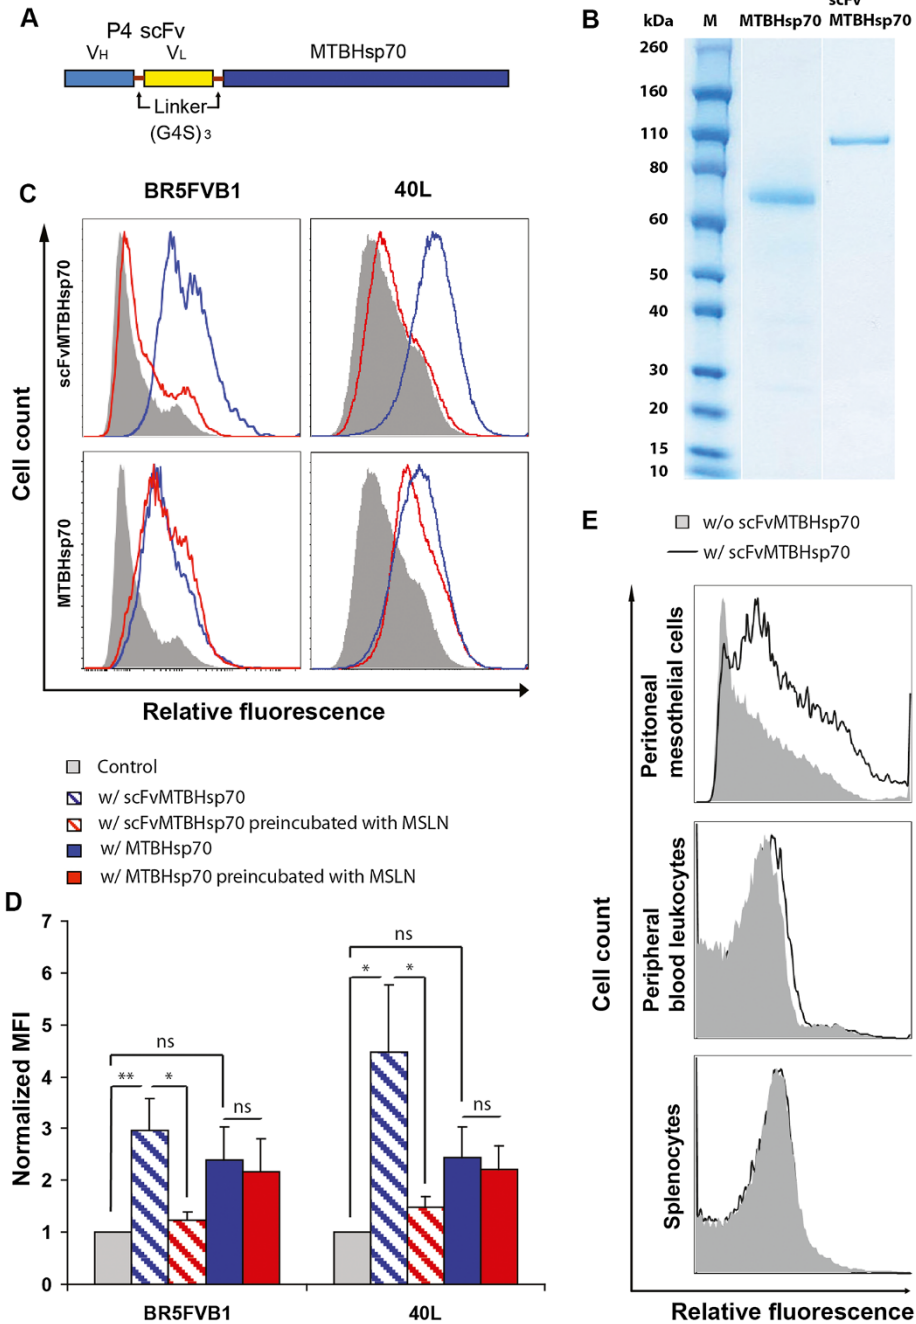 A
P4 scFv
VH VL MTBHsp70
Linker
(G4S)3
B
scFv
kDa M MTBHsp70 MTBHsp70
260
160
110
80
60
50
40
30
20
15
10
C
BR5FVB1 40L
scFvMTBHsp70
MTBHsp70
Cell count
Relative fluorescence
Control
w/ scFvMTBHsp70
w/ scFvMTBHsp70 preincubated with MSLN
w/ MTBHsp70
w/ MTBHsp70 preincubated with MSLN
D
Normalized MFI
7
6
5
4
3
2
1
0
ns
** *
ns
ns
* *
ns
BR5FVB1 40L
E
w/o scFvMTBHsp70
w/ scFvMTBHsp70
Peritoneal
mesothelial cells
Peripheral
blood leukocytes
Splenocytes
Cell count
Relative fluorescence